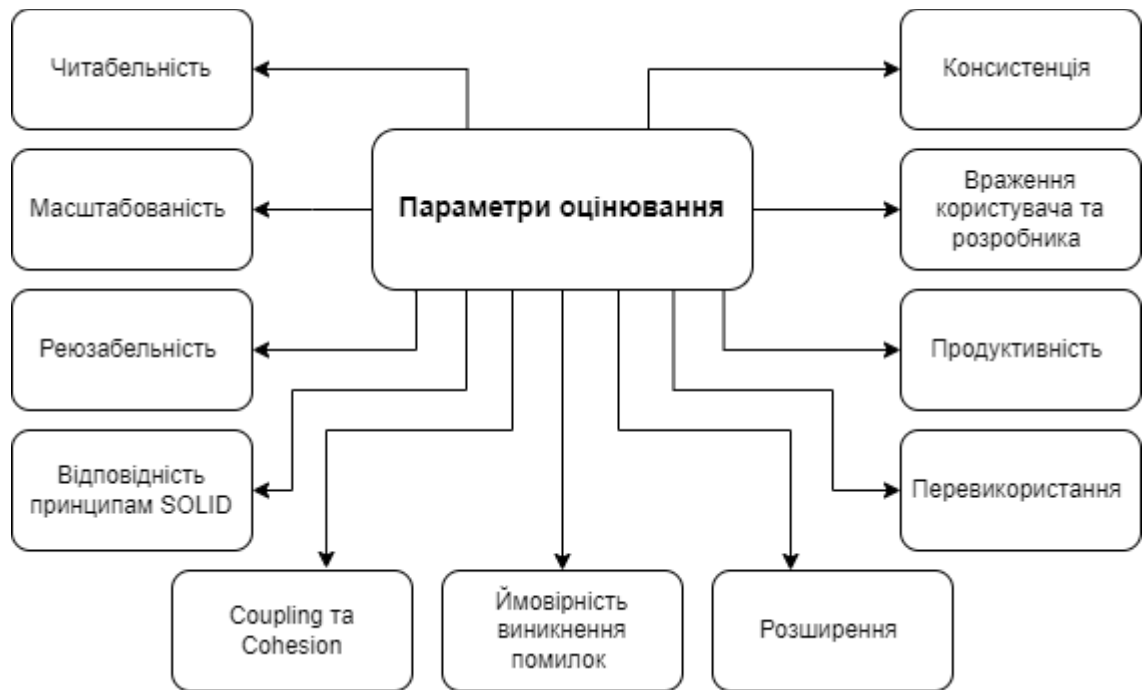 Читабельність
Консистенція
Параметри оцінювання
Масштабованість
Враження
користувача та
розробника
Реюзабельність
Продуктивність
Відповідність
принципам SOLID
Перевикористання
Coupling та
Cohesion
Ймовірність
виникнення
помилок
Розширення